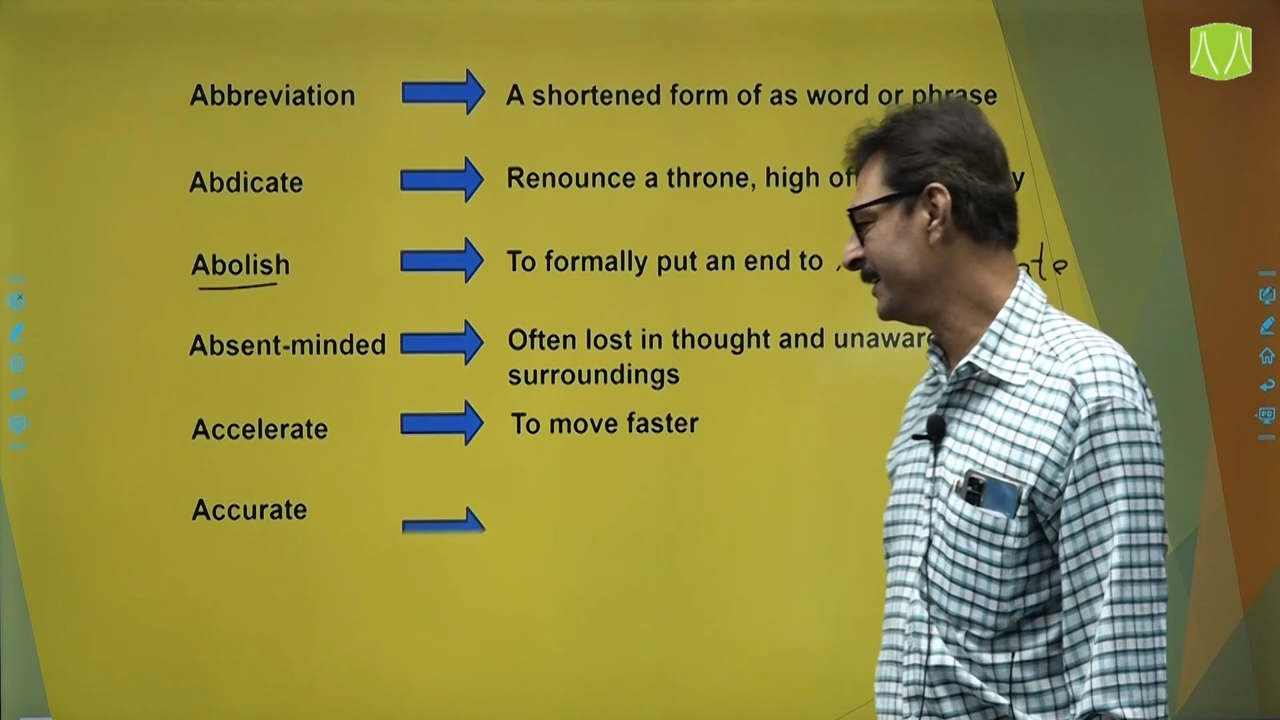 Abbreviation A shortened form of as word or phrase
Abdicate Renounce a throne, high
Abolish To formally put an end to
Absent-minded Often lost in thought and unaware
surroundings
Accelerate To move faster
Accurate